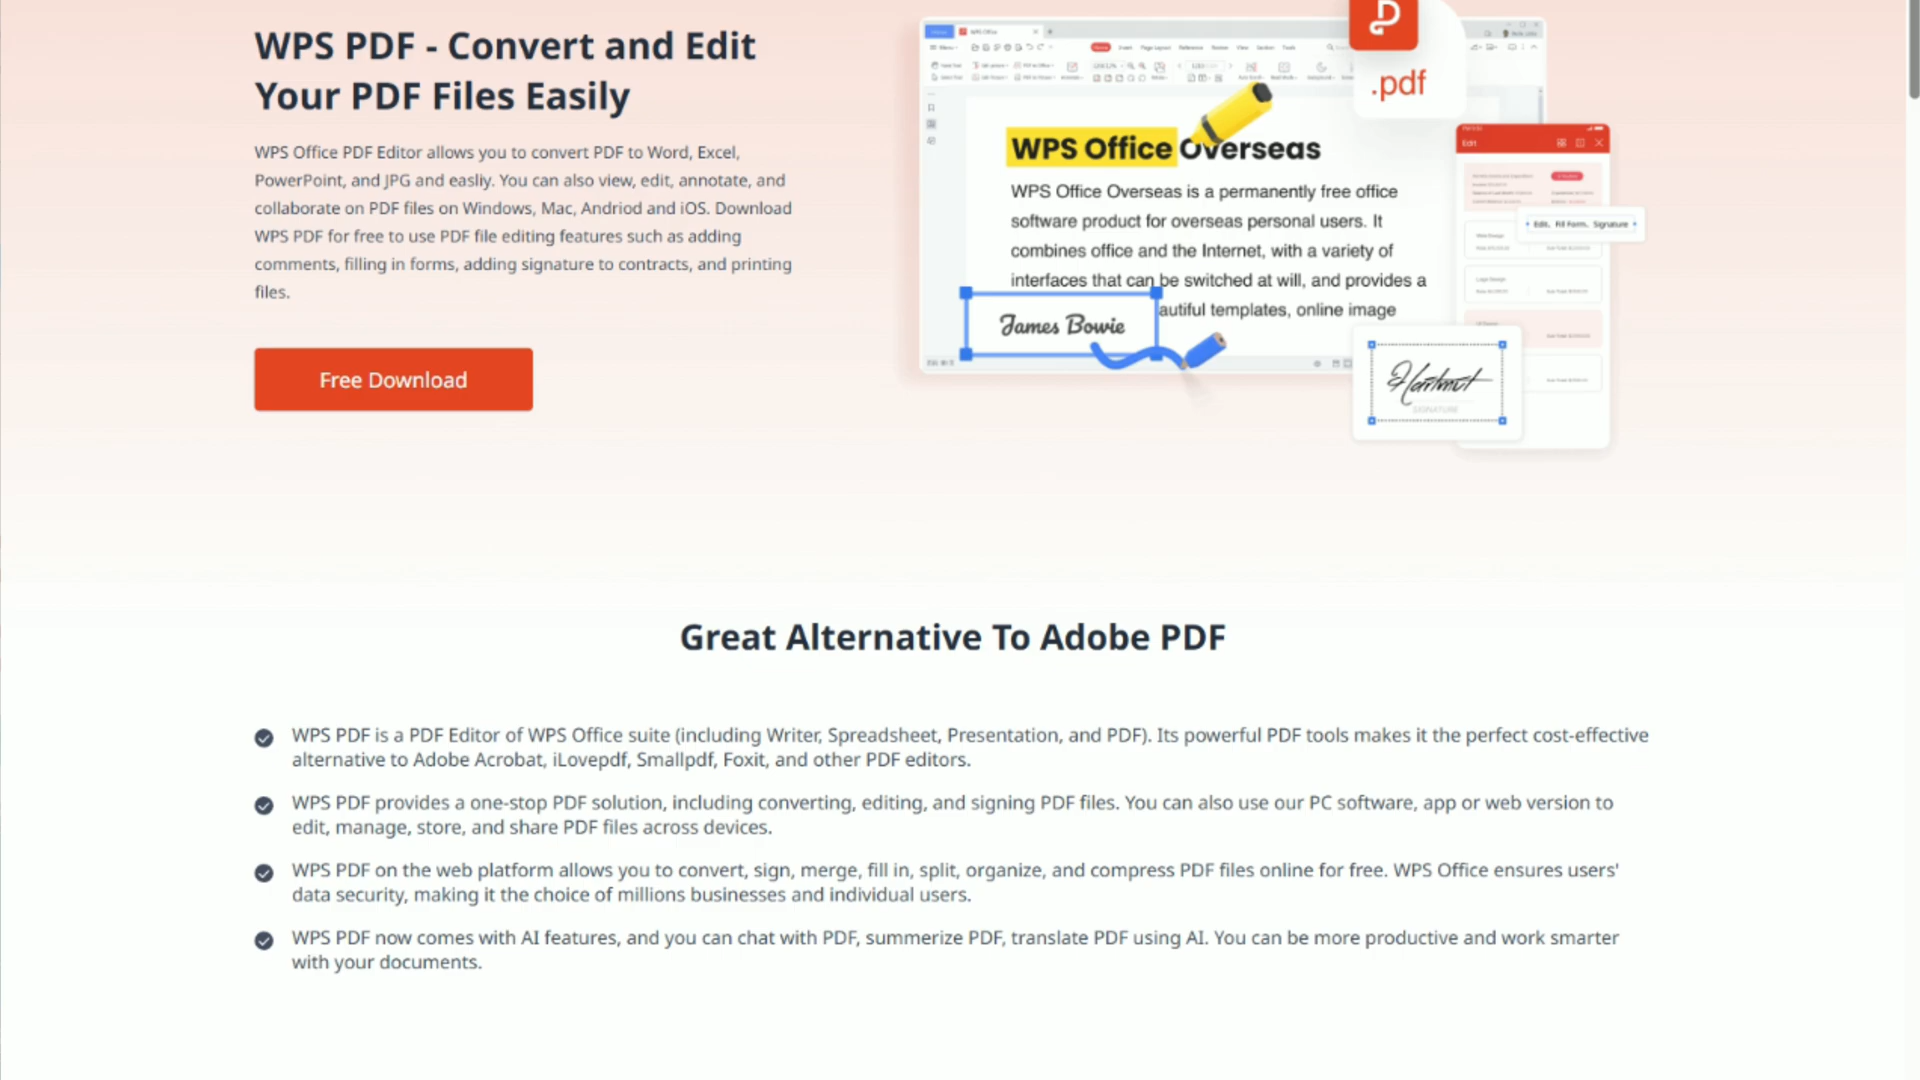 WPS PDF - Convert and Edit
Your PDF Files Easily
WPS Office PDF Editor allows you to convert PDF to Word, Excel,
PowerPoint, and JPG and easliy. You can also view, edit, annotate, and
collaborate on PDF files on Windows, Mac, Andriod and iOS. Download
WPS PDF for free to use PDF file editing features such as adding
comments, filling in forms, adding signature to contracts, and printing
files.
Free Download
.pdf
WPS Office Overseas
WPS Office Overseas is a permanently free office
software product for overseas personal users. It
combines office and the Internet, with a variety of
interfaces that can be switched at will, and provides a
autiful templates, online image
James Bowie
Edit
Edit, Fill Form, Signature
Hartmut
SIGNATURE
Great Alternative To Adobe PDF
WPS PDF is a PDF Editor of WPS Office suite (including Writer, Spreadsheet, Presentation, and PDF). Its powerful PDF tools makes it the perfect cost-effective
alternative to Adobe Acrobat, iLovepdf, Smallpdf, Foxit, and other PDF editors.
WPS PDF provides a one-stop PDF solution, including converting, editing, and signing PDF files. You can also use our PC software, app or web version to
edit, manage, store, and share PDF files across devices.
WPS PDF on the web platform allows you to convert, sign, merge, fill in, split, organize, and compress PDF files online for free. WPS Office ensures users'
data security, making it the choice of millions businesses and individual users.
WPS PDF now comes with AI features, and you can chat with PDF, summerize PDF, translate PDF using AI. You can be more productive and work smarter
with your documents.